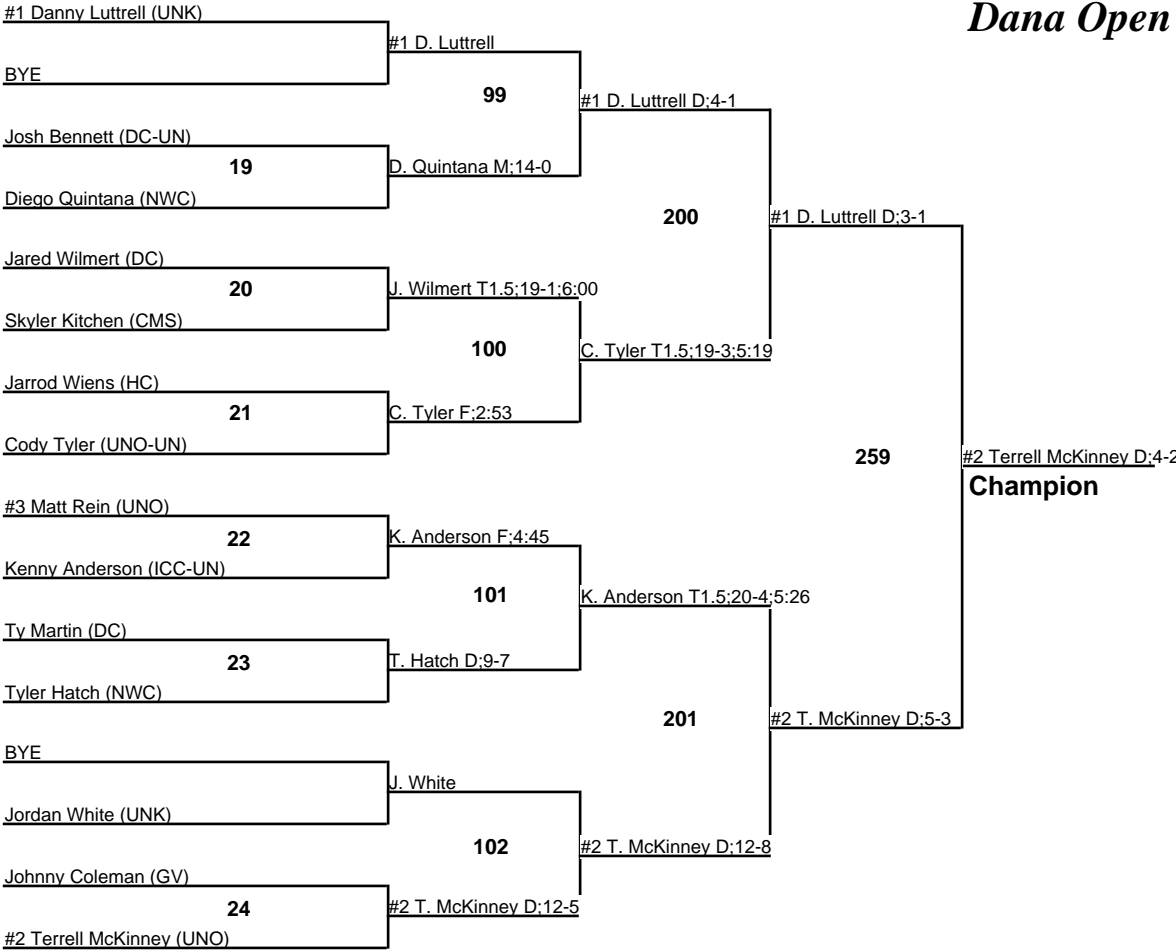 Dana Open
#1 Danny Luttrell (UNK)
#1 D. Luttrell
BYE
99
#1 D. Luttrell D;4-1
Josh Bennett (DC-UN)
19
D. Quintana M;14-0
Diego Quintana (NWC)
200
#1 D. Luttrell D;3-1
Jared Wilmert (DC)
20
J. Wilmert T1.5;19-1;6:00
Skyler Kitchen (CMS)
100
C. Tyler T1.5;19-3;5:19
Jarrod Wiens (HC)
21
C. Tyler F;2:53
Cody Tyler (UNO-UN)
259
#2 Terrell McKinney D;4-2
Champion
#3 Matt Rein (UNO)
22
K. Anderson F;4:45
Kenny Anderson (ICC-UN)
101
K. Anderson T1.5;20-4;5:26
Ty Martin (DC)
23
T. Hatch D;9-7
Tyler Hatch (NWC)
201
#2 T. McKinney D;5-3
BYE
J. White
Jordan White (UNK)
102
#2 T. McKinney D;12-8
Johnny Coleman (GV)
24
#2 T. McKinney D;12-5
#2 Terrell McKinney (UNO)